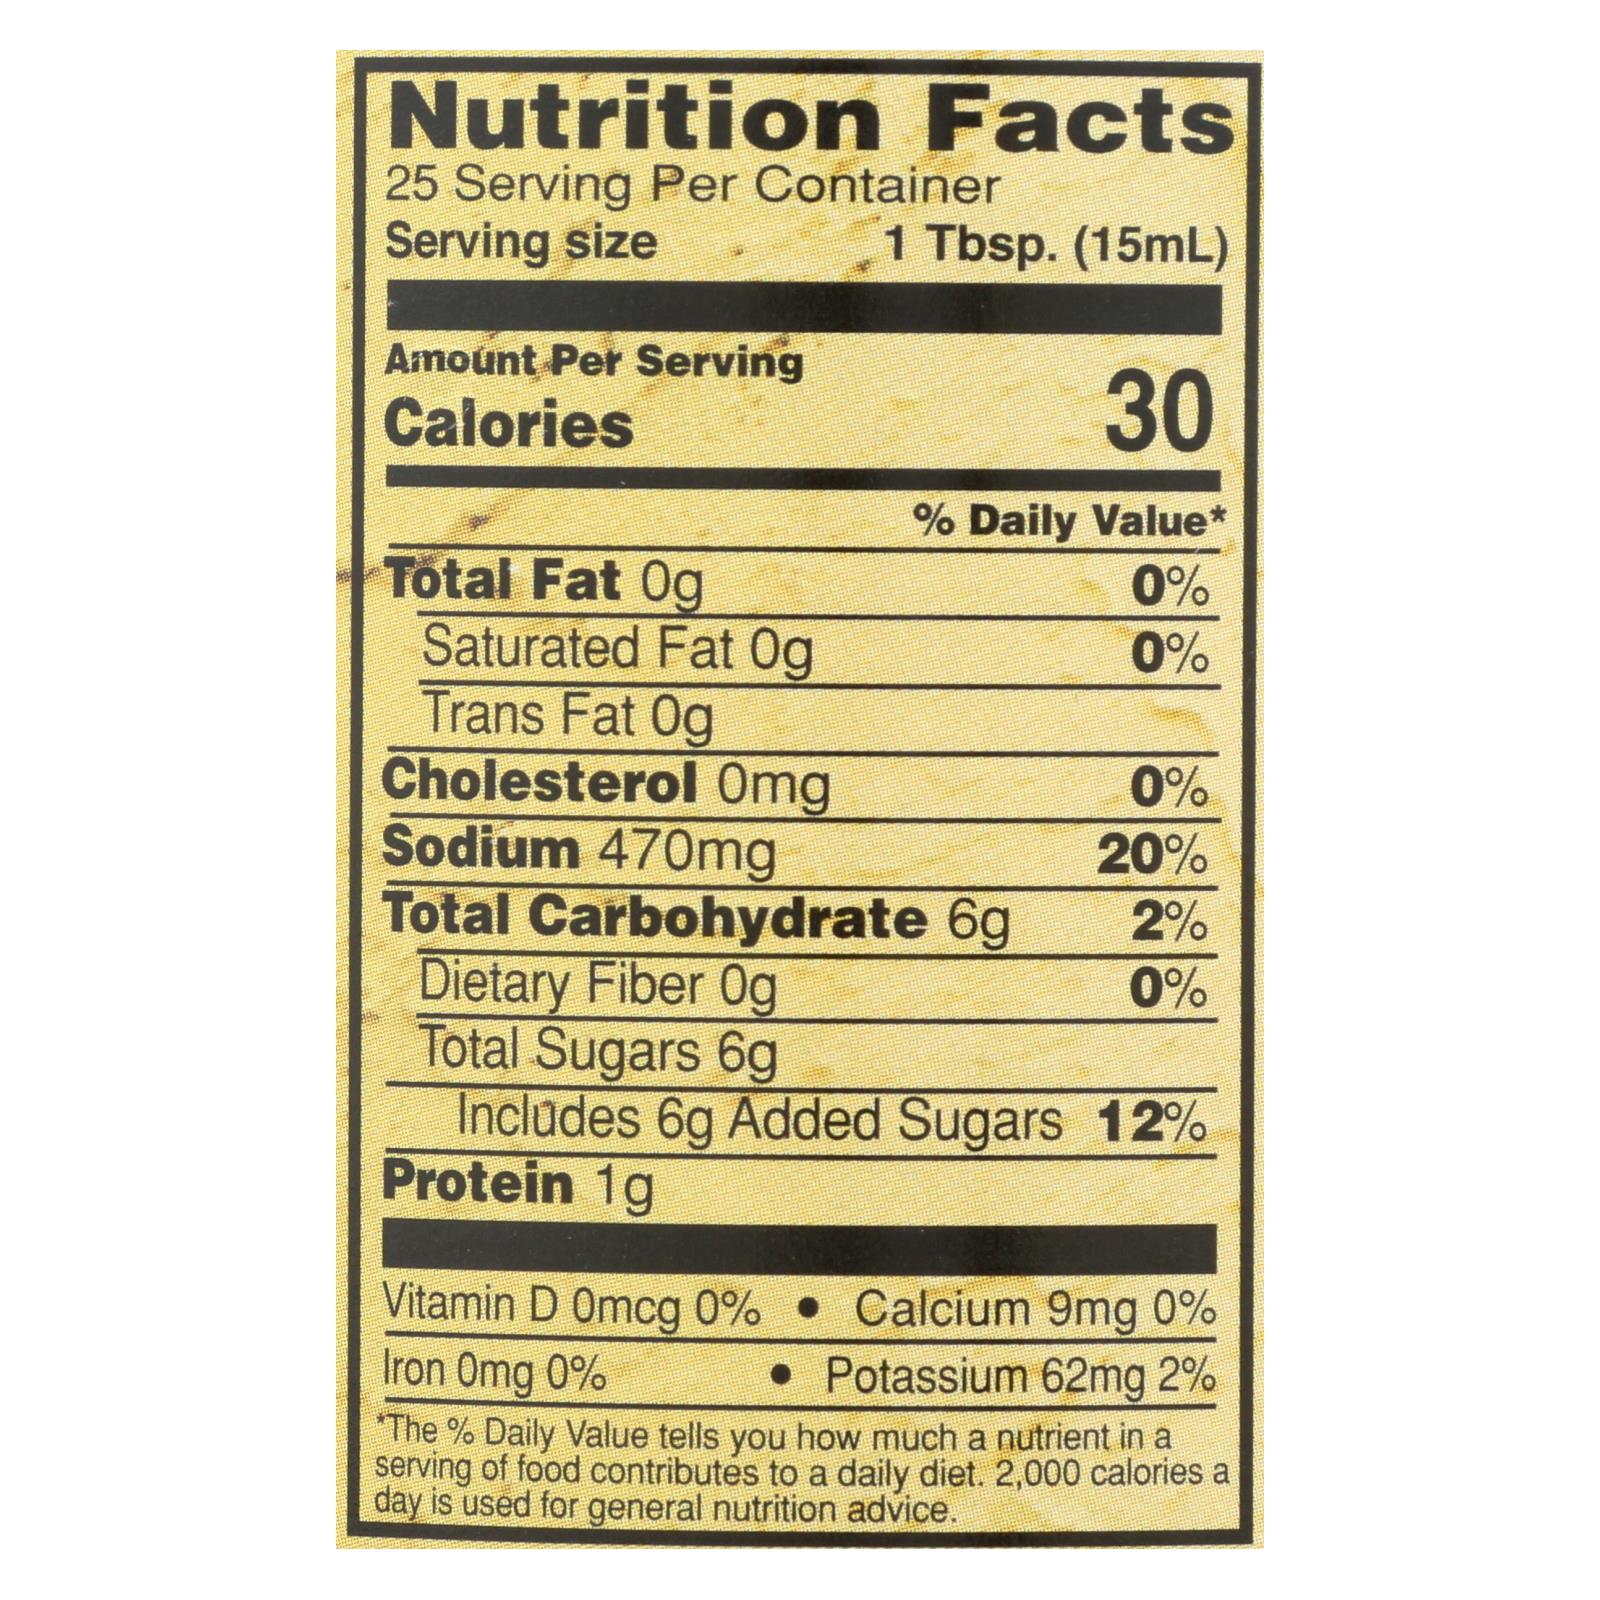 Nutrition Facts
25 Serving Per Container
Serving size 1 Tbsp. (15mL)
Amount Per Serving
Calories 30
% Daily Value*
Total Fat 0g 0%
Saturated Fat 0g 0%
Trans Fat 0g
Cholesterol 0mg 0%
Sodium 470mg 20%
Total Carbohydrate 6g 2%
Dietary Fiber 0g 0%
Total Sugars 6g
Includes 6g Added Sugars 12%
Protein 1g
Vitamin D 0mcg 0% • Calcium 9mg 0%
Iron 0mg 0% • Potassium 62mg 2%
*The % Daily Value tells you how much a nutrient in a
serving of food contributes to a daily diet. 2,000 calories a
day is used for general nutrition advice.